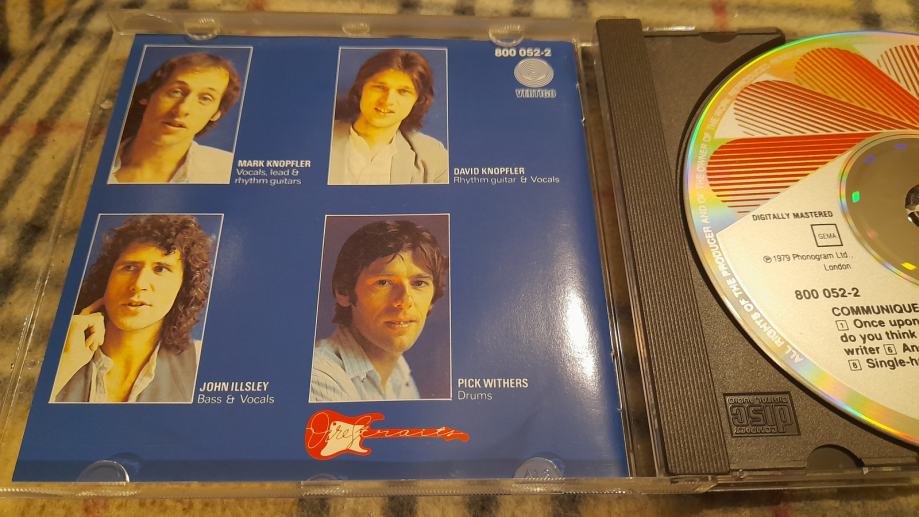 800 052-2
VERTIGO
MARK KNOPFLER
Vocals, lead &
rhythm guitars
DAVID KNOPFLER
Rhythm guitar & Vocals
JOHN ILLSLEY
Bass & Vocals
PICK WITHERS
Drums
Dire Straits
ALL RIGHTS OF THE PRODUCER AND OF THE OWNER OF THE WORK
DIGITALLY MASTERED
STEMRA
℗ 1979 Phonogram Ltd.,
London
800 052-2
COMMUNIQUE
1 Once upon
do you think
writer 6 An
8 Single-h
COMPACT
disc
DIGITAL AUDIO